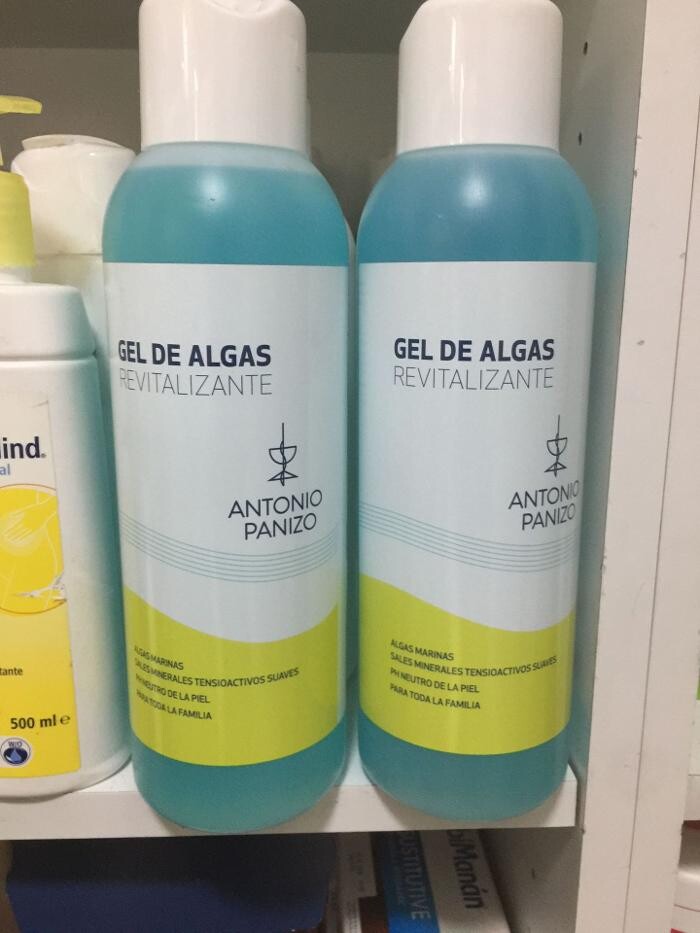 GEL DE ALGAS
REVITALIZANTE
ANTONIO
PANIZO
ALGAS MARINAS
SALES MINERALES TENSIOACTIVOS SUAVES
PH NEUTRO DE LA PIEL
PARA TODA LA FAMILIA
GEL DE ALGAS
REVITALIZANTE
ANTONIO
PANIZO
ALGAS MARINAS
SALES MINERALES TENSIOACTIVOS SUAVES
PH NEUTRO DE LA PIEL
PARA TODA LA FAMILIA
500 ml e
W/O
Manán